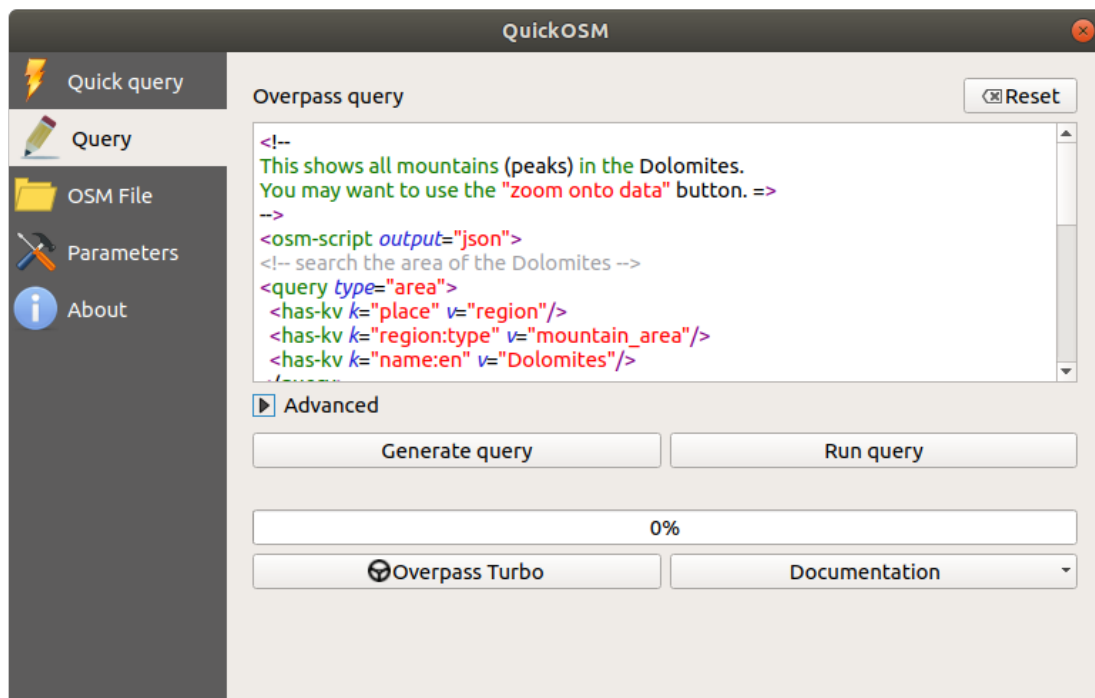 QuickOSM
Quick query
Query
OSM File
Parameters
About
Overpass query
Reset
<!--
This shows all mountains (peaks) in the Dolomites.
You may want to use the "zoom onto data" button. =>
-->
<osm-script output="json">
<!-- search the area of the Dolomites -->
<query type="area">
<has-kv k="place" v="region"/>
<has-kv k="region:type" v="mountain_area"/>
<has-kv k="name:en" v="Dolomites"/>
Advanced
Generate query
Run query
0%
Overpass Turbo
Documentation